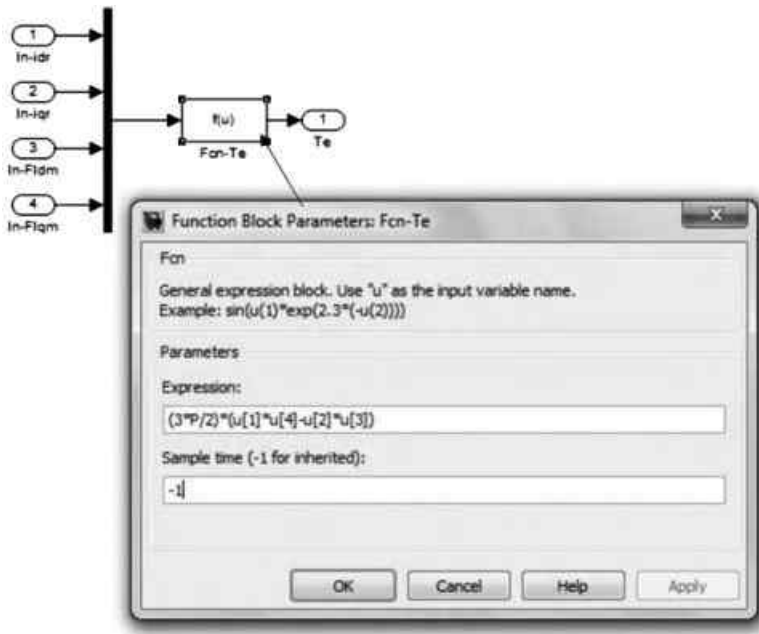 1
In-idr
2
In-iqr
3
In-Fldm
4
In-Flqm
f(u)
Fcn-Te
1
Te
Function Block Parameters: Fcn-Te
X
Fcn
General expression block. Use "u" as the input variable name.
Example: sin(u(1)*exp(2.3*(-u(2))))
Parameters
Expression:
(3*P/2)*(u[1]*u[4]-u[2]*u[3])
Sample time (-1 for inherited):
-1
OK
Cancel
Help
Apply